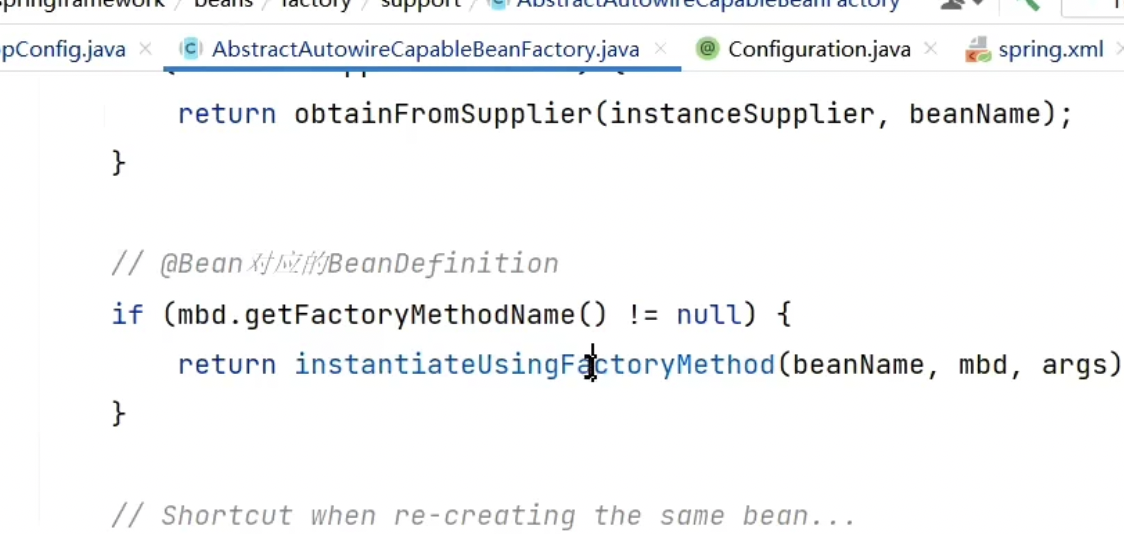 springframework beans factory support AbstractAutowireCapableBeanFactory
pConfig.java AbstractAutowireCapableBeanFactory.java @ Configuration.java spring.xml
return obtainFromSupplier(instanceSupplier, beanName);
}
// @Bean对应的BeanDefinition
if (mbd.getFactoryMethodName() != null) {
return instantiateUsingFactoryMethod(beanName, mbd, args)
}
// Shortcut when re-creating the same bean...